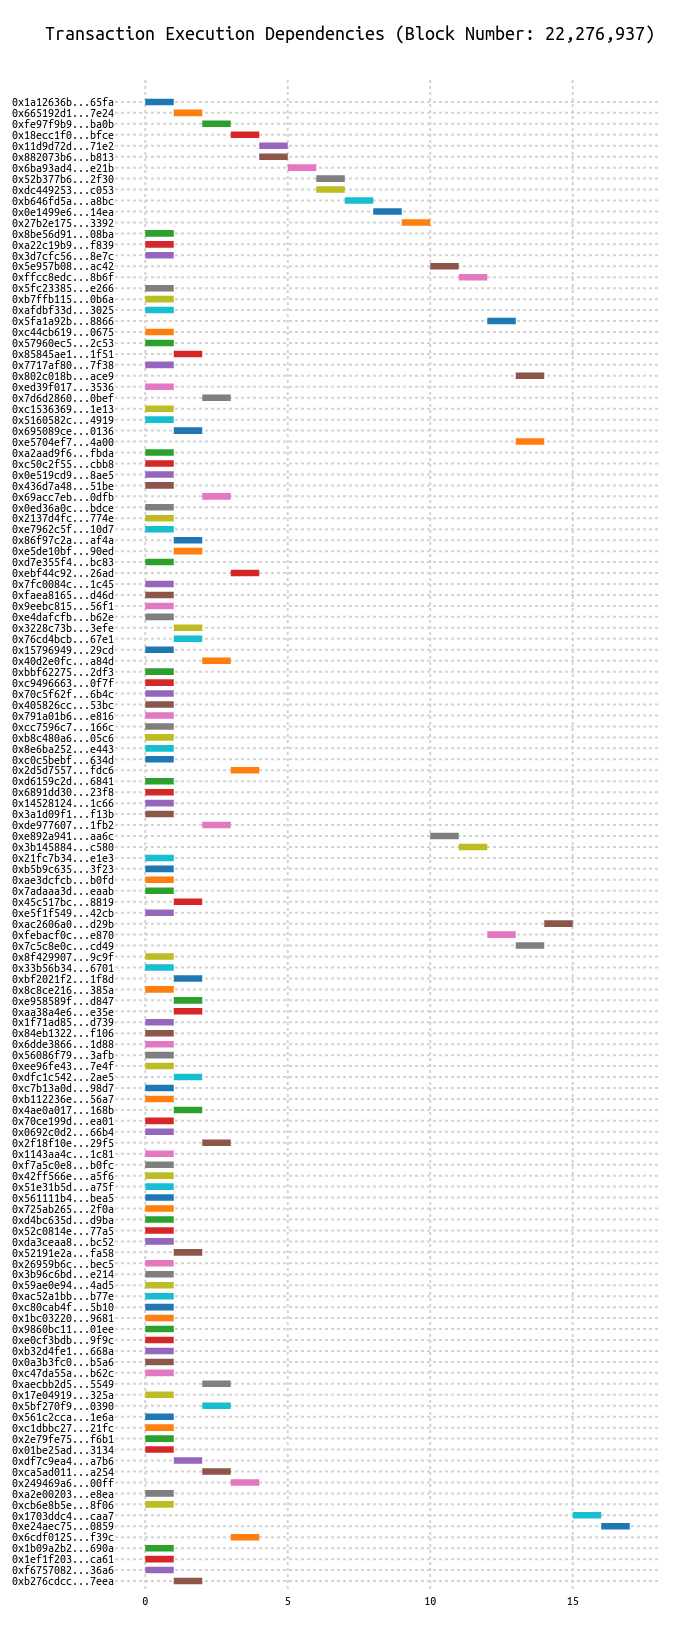 Transaction Execution Dependencies (Block Number: 22,276,937)
0x1a12636b...65fa
0x665192d1...7e24
0xfe97f9b9...ba0b
0x18ecc1f0...bfce
0x11d9d72d...71e2
0x882073b6...b813
0x6ba93ad4...e21b
0x52b377b6...2f30
0xdc449253...c053
0xb646fd5a...a8bc
0x0e1499e6...14ea
0x27b2e175...3392
0x8be56d91...08ba
0xa22c19b9...f839
0x3d7cfc56...8e7c
0x5e957b08...ac42
0xffcc8edc...8b6f
0x5fc23385...e266
0xb7ffb115...0b6a
0xafdbf33d...3025
0x5fa1a92b...8866
0xc44cb619...0675
0x57960ec5...2c53
0x85845ae1...1f51
0x7717af80...7f38
0x802c018b...ace9
0xed39f017...3536
0x7d6d2860...0bef
0xc1536369...1e13
0x5160582c...4919
0x695089ce...0136
0xe5704ef7...4a00
0xa2aad9f6...fbda
0xc50c2f55...cbb8
0x0e519cd9...8ae5
0x436d7a48...51be
0x69acc7eb...0dfb
0x0ed36a0c...bdce
0x2137d4fc...774e
0xe7962c5f...10d7
0x86f97c2a...af4a
0xe5de10bf...90ed
0xd7e355f4...bc83
0xebf44c92...26ad
0x7fc0084c...1c45
0xfaea8165...d46d
0x9eebc815...56f1
0xe4dafcfb...b62e
0x3228c73b...3efe
0x76cd4bcb...67e1
0x15796949...29cd
0x40d2e0fc...a84d
0xbbf62275...2df3
0xc9496663...0f7f
0x70c5f62f...6b4c
0x405826cc...53bc
0x791a01b6...e816
0xcc7596c7...166c
0xb8c480a6...05c6
0x8e6ba252...e443
0xc0c5bebf...634d
0x2d5d7557...fdc6
0xd6159c2d...6841
0x6891dd30...23f8
0x14528124...1c66
0x3a1d09f1...f13b
0xde977607...1fb2
0xe892a941...aa6c
0x3b145884...c580
0x21fc7b34...e1e3
0xb5b9c635...3f23
0xae3dcfcb...b0fd
0x7adaaa3d...eaab
0x45c517bc...8819
0xe5f1f549...42cb
0xac2606a0...d29b
0xfebacf0c...e870
0x7c5c8e0c...cd49
0x8f429907...9c9f
0x33b56b34...6701
0xbf2021f2...1f8d
0x8c8ce216...385a
0xe958589f...d847
0xaa38a4e6...e35e
0x1f71ad85...d739
0x84eb1322...f106
0x6dde3866...1d88
0x56086f79...3afb
0xee96fe43...7e4f
0xdfc1c542...2ae5
0xc7b13a0d...98d7
0xb112236e...56a7
0x4ae0a017...168b
0x70ce199d...ea01
0x0692c0d2...66b4
0x2f18f10e...29f5
0x1143aa4c...1c81
0xf7a5c0e8...b0fc
0x42ff566e...a5f6
0x51e31b5d...a75f
0x561111b4...bea5
0x725ab265...2f0a
0xd4bc635d...d9ba
0x52c0814e...77a5
0xda3ceaa8...bc52
0x52191e2a...fa58
0x26959b6c...bec5
0x3b96c6bd...e214
0x59ae0e94...4ad5
0xac52a1bb...b77e
0xc80cab4f...5b10
0x1bc03220...9681
0x9860bc11...01ee
0xe0cf3bdb...9f9c
0xb32d4fe1...668a
0x0a3b3fc0...b5a6
0xc47da55a...b62c
0xaecbb2d5...5549
0x17e04919...325a
0x5bf270f9...0390
0x561c2cca...1e6a
0xc1dbbc27...21fc
0x2e79fe75...f6b1
0x01be25ad...3134
0xdf7c9ea4...a7b6
0xca5ad011...a254
0x249469a6...00ff
0xa2e00203...e8ea
0xcb6e8b5e...8f06
0x1703ddc4...caa7
0xe24aec75...0859
0x6cdf0125...f39c
0x1b09a2b2...690a
0x1ef1f203...ca61
0xf6757082...36a6
0xb276cdcc...7eea
0 5 10 15